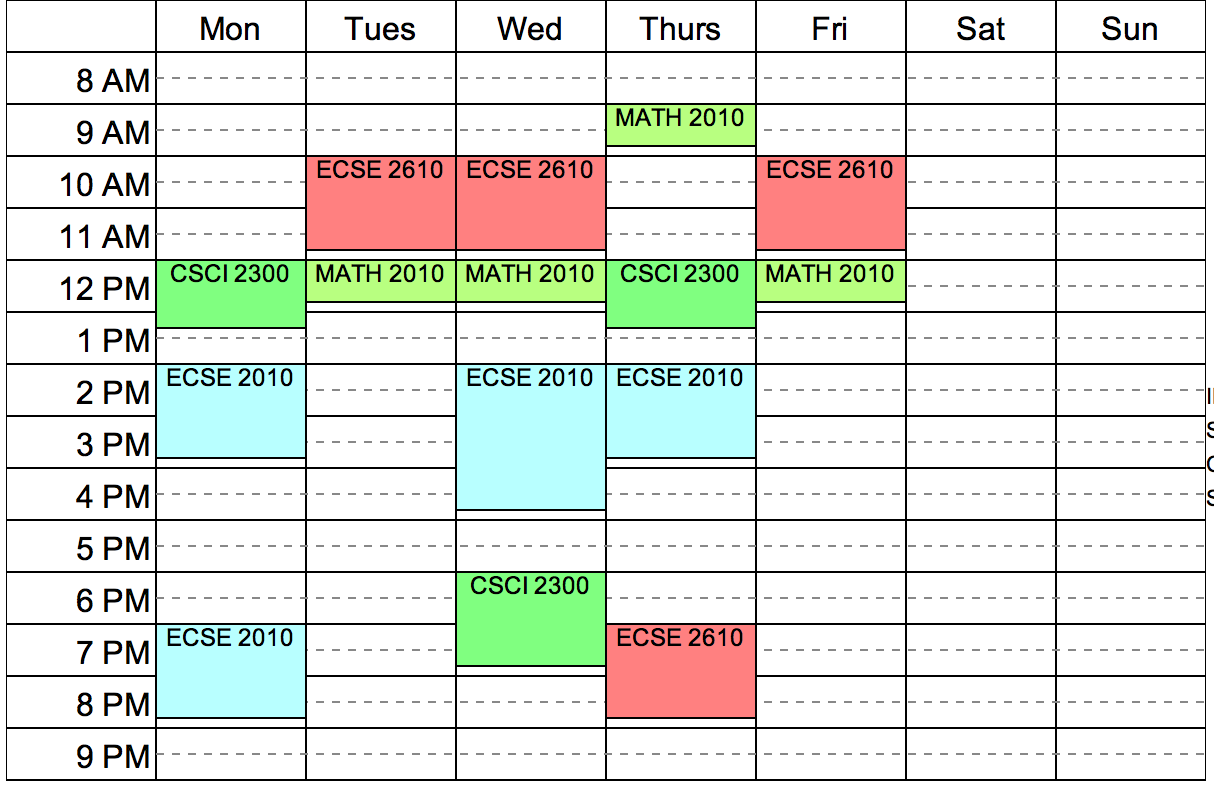 Mon Tues Wed Thurs Fri Sat Sun
8 AM
9 AM MATH 2010
10 AM ECSE 2610 ECSE 2610 ECSE 2610
11 AM
12 PM CSCI 2300 MATH 2010 MATH 2010 CSCI 2300 MATH 2010
1 PM
2 PM ECSE 2010 ECSE 2010 ECSE 2010
3 PM
4 PM
5 PM
6 PM CSCI 2300
7 PM ECSE 2010 ECSE 2610
8 PM
9 PM